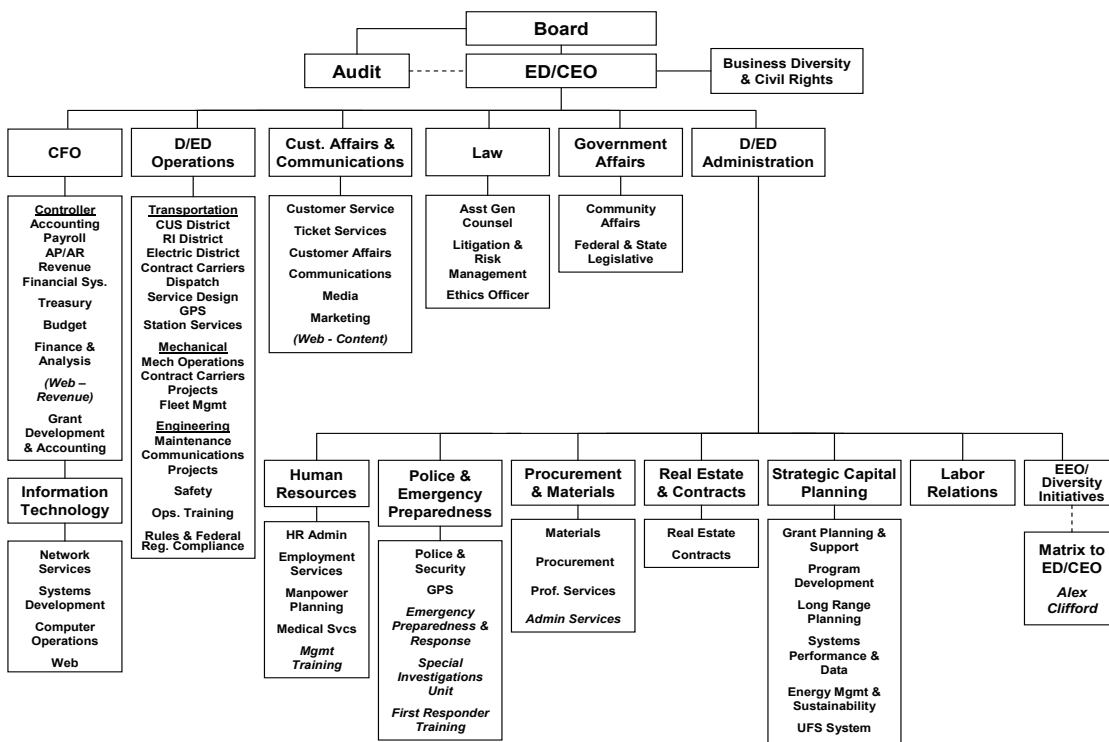 Board
Audit
ED/CEO
Business Diversity
& Civil Rights
CFO
D/ED
Operations
Cust. Affairs &
Communications
Law
Government
Affairs
D/ED
Administration
Controller
Accounting
Payroll
AP/AR
Revenue
Financial Sys.
Treasury
Budget
Finance &
Analysis
(Web –
Revenue)
Grant
Development
& Accounting
Transportation
CUS District
RI District
Electric District
Contract Carriers
Dispatch
Service Design
GPS
Station Services
Mechanical
Mech Operations
Contract Carriers
Projects
Fleet Mgmt
Engineering
Maintenance
Communications
Projects
Safety
Ops. Training
Rules & Federal
Reg. Compliance
Customer Service
Ticket Services
Customer Affairs
Communications
Media
Marketing
(Web - Content)
Asst Gen
Counsel
Litigation &
Risk
Management
Ethics Officer
Community
Affairs
Federal & State
Legislative
Information
Technology
Network
Services
Systems
Development
Computer
Operations
Web
Human
Resources
HR Admin
Employment
Services
Manpower
Planning
Medical Svcs
Mgmt
Training
Police &
Emergency
Preparedness
Police &
Security
GPS
Emergency
Preparedness &
Response
Special
Investigations
Unit
First Responder
Training
Procurement
& Materials
Materials
Procurement
Prof. Services
Admin Services
Real Estate
& Contracts
Real Estate
Contracts
Strategic Capital
Planning
Grant Planning &
Support
Program
Development
Long Range
Planning
Systems
Performance &
Data
Energy Mgmt &
Sustainability
UFS System
Labor
Relations
EEO/
Diversity
Initiatives
Matrix to
ED/CEO
Alex
Clifford